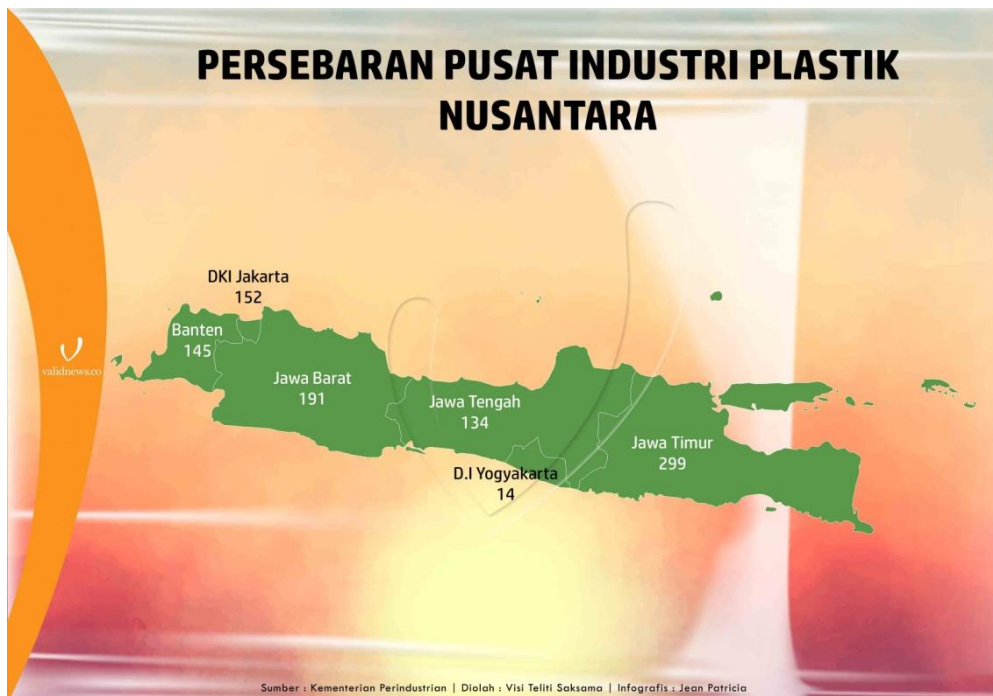 PERSEBARAN PUSAT INDUSTRI PLASTIK
NUSANTARA
DKI Jakarta
152
Banten
145
validnews.co
Jawa Barat
191
Jawa Tengah
134
Jawa Timur
299
D.I Yogyakarta
14
Sumber : Kementerian Perindustrian | Diolah : Visi Teliti Saksama | Infografis : Jean Patricia